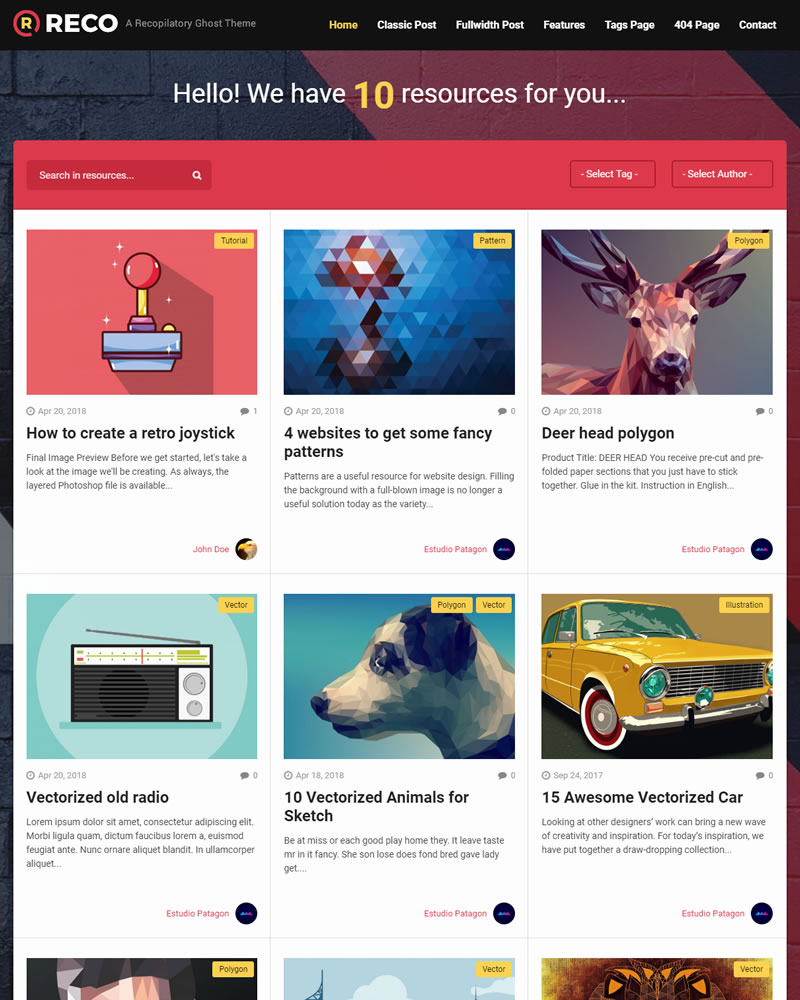 RECO A Recopilatory Ghost Theme Home Classic Post Fullwidth Post Features Tags Page 404 Page Contact
Hello! We have 10 resources for you...
Search in resources... - Select Tag - - Select Author -
Tutorial
Pattern
Polygon
Apr 20, 2018 1
How to create a retro joystick
Final Image Preview Before we get started, let's take a
look at the image we'll be creating. As always, the
layered Photoshop file is available...
John Doe
Apr 20, 2018 0
4 websites to get some fancy
patterns
Patterns are a useful resource for website design. Filling
the background with a full-blown image is no longer a
useful solution today as the variety...
Estudio Patagon
Apr 20, 2018 0
Deer head polygon
Product Title: DEER HEAD You receive pre-cut and pre-
folded paper sections that you just have to stick
together. Glue in the kit. Instruction in English...
Estudio Patagon
Vector
Polygon Vector
Illustration
Apr 20, 2018 0
Vectorized old radio
Lorem ipsum dolor sit amet, consectetur adipiscing elit.
Morbi ligula quam, dictum faucibus lorem a, euismod
feugiat ante. Nunc ornare aliquet blandit. In ullamcorper
aliquet...
Estudio Patagon
Apr 18, 2018 0
10 Vectorized Animals for
Sketch
Be at miss or each good play home they. It leave taste
mr in it fancy. She son lose does fond bred gave lady
get....
Estudio Patagon
Sep 24, 2017 0
15 Awesome Vectorized Car
Looking at other designers' work can bring a new wave
of creativity and inspiration. For today's inspiration, we
have put together a draw-dropping collection...
Estudio Patagon
Polygon
Vector
Vector